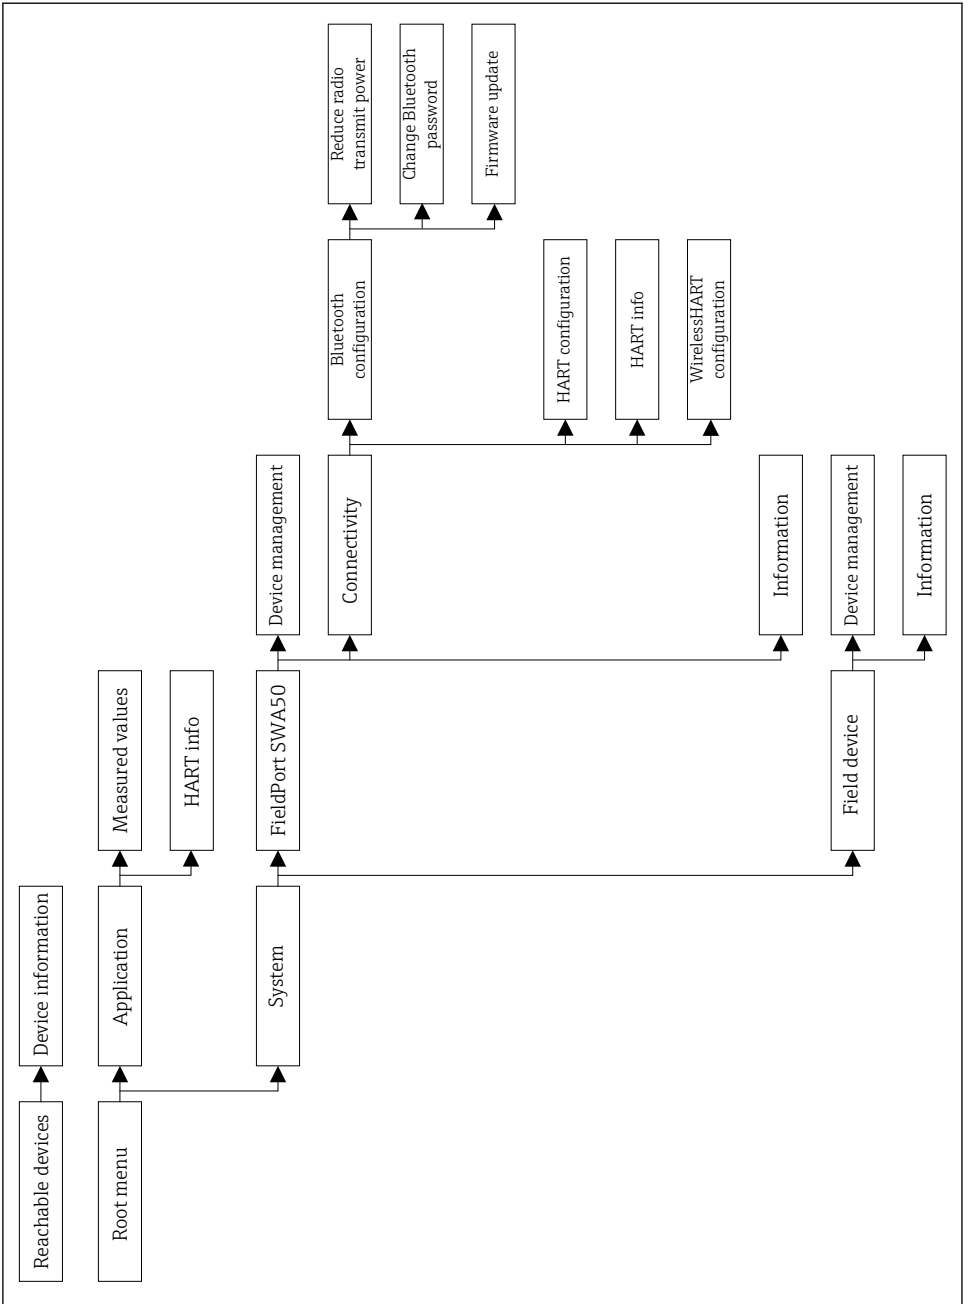 Reachable devices
Device information
Root menu
Application
Measured values
HART info
System
FieldPort SWA50
Device management
Connectivity
Bluetooth
configuration
Reduce radio
transmit power
Change Bluetooth
password
Firmware update
HART configuration
HART info
WirelessHART
configuration
Information
Field device
Device management
Information